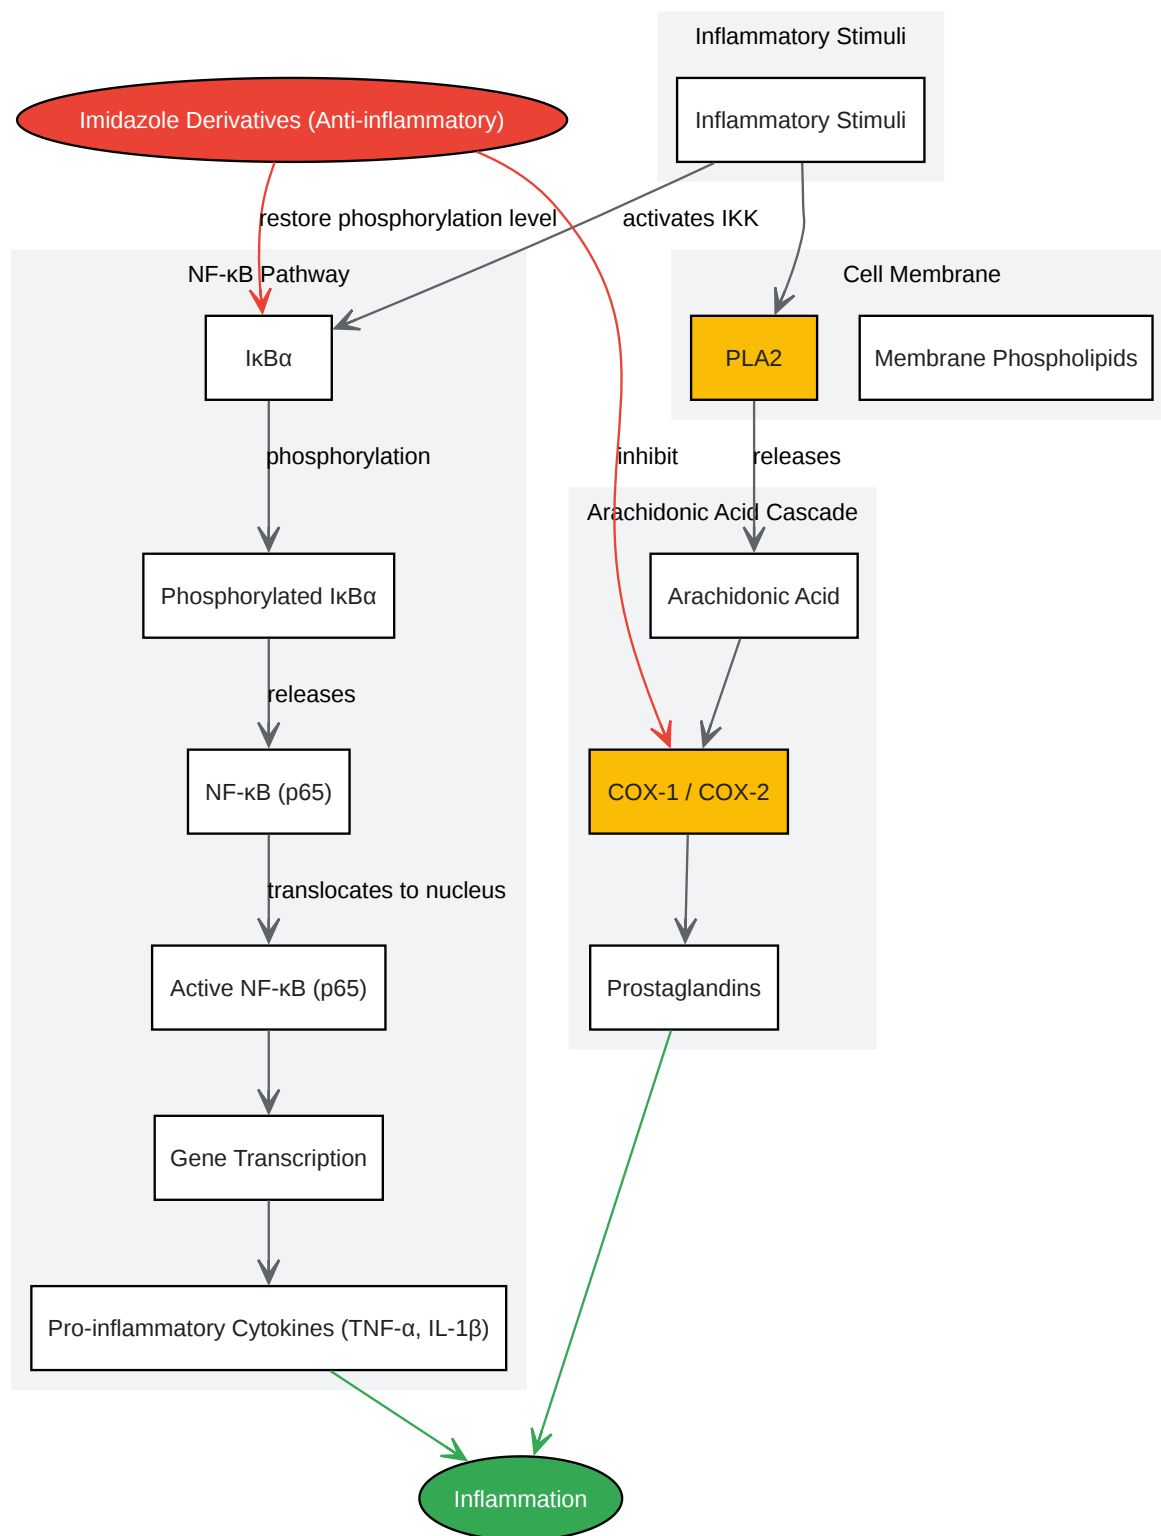 Inflammatory Stimuli
Inflammatory Stimuli
Imidazole Derivatives (Anti-inflammatory)
restore phosphorylation level
activates IKK
NF-κB Pathway
Cell Membrane
IκBα
PLA2
Membrane Phospholipids
phosphorylation
inhibit
releases
Arachidonic Acid Cascade
Phosphorylated IκBα
Arachidonic Acid
releases
NF-κB (p65)
COX-1 / COX-2
translocates to nucleus
Active NF-κB (p65)
Prostaglandins
Gene Transcription
Pro-inflammatory Cytokines (TNF-α, IL-1β)
Inflammation